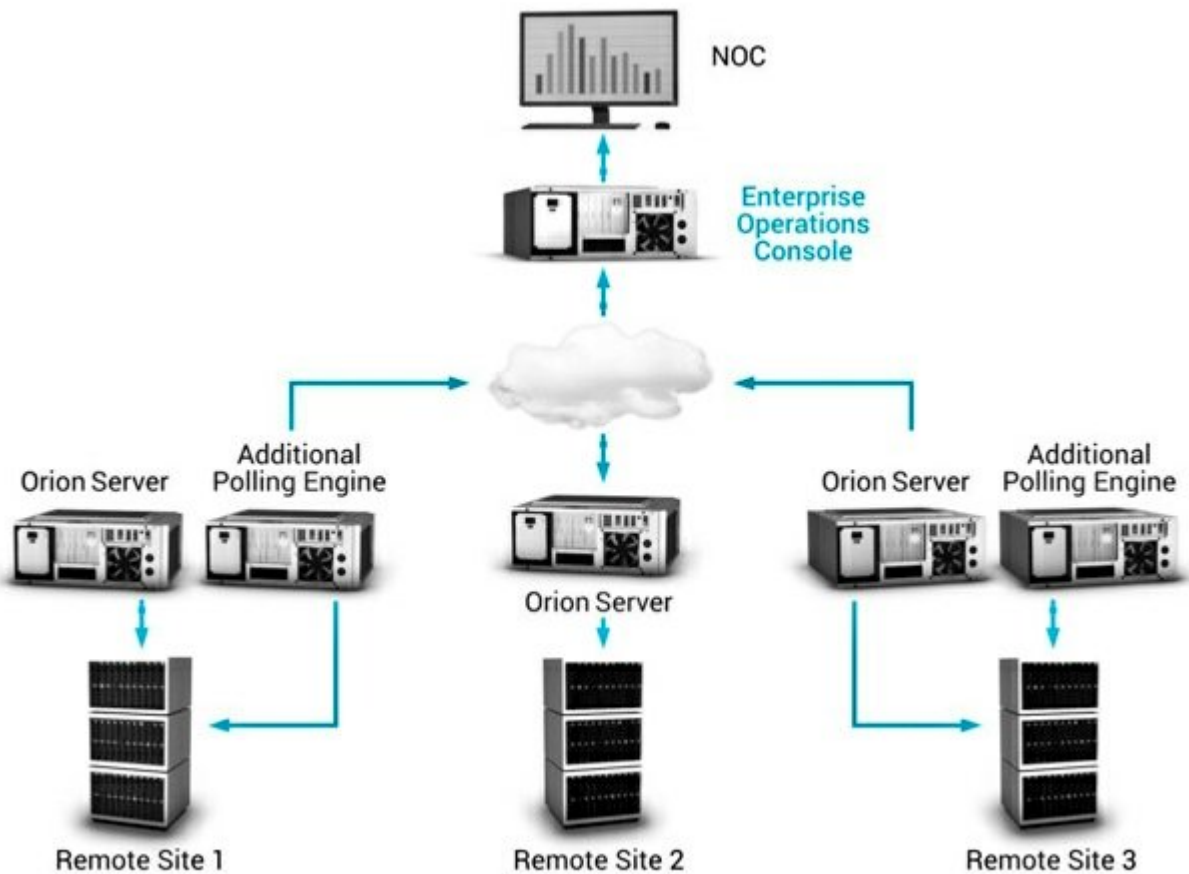 NOC
Enterprise
Operations
Console
Orion Server
Additional
Polling Engine
Orion Server
Orion Server
Additional
Polling Engine
Remote Site 1
Remote Site 2
Remote Site 3